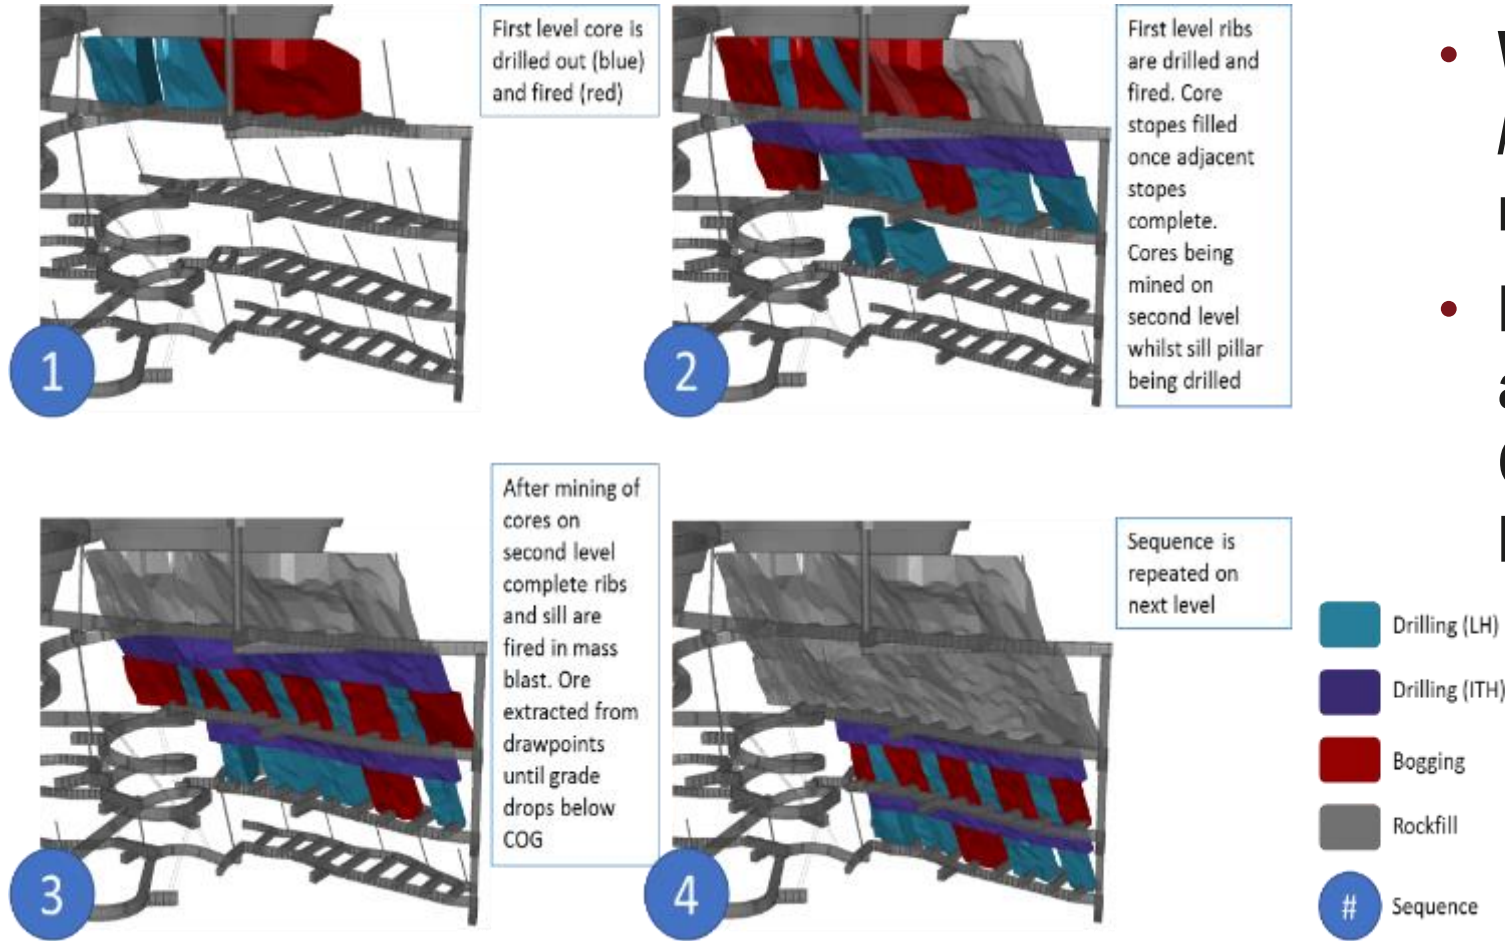 First level core is
drilled out (blue)
and fired (red)
1
First level ribs
are drilled and
fired. Core
stopes filled
once adjacent
stopes
complete.
Cores being
mined on
second level
whilst sill pillar
being drilled
2
After mining of
cores on
second level
complete ribs
and sill are
fired in mass
blast. Ore
extracted from
drawpoints
until grade
drops below
COG
3
Sequence is
repeated on
next level
4
Drilling (LH)
Drilling (ITH)
Bogging
Rockfill
# Sequence